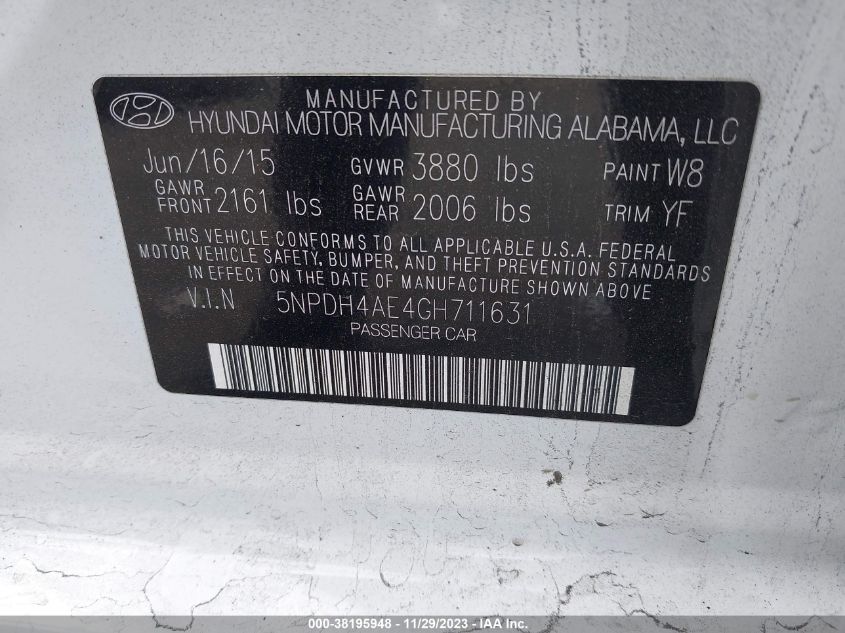 MANUFACTURED BY
HYUNDAI MOTOR MANUFACTURING ALABAMA, LLC
Jun/16/15 GVWR 3880 lbs PAINT W8
GAWR FRONT 2161 lbs GAWR REAR 2006 lbs TRIM YF
THIS VEHICLE CONFORMS TO ALL APPLICABLE U.S.A. FEDERAL
MOTOR VEHICLE SAFETY, BUMPER, AND THEFT PREVENTION STANDARDS
IN EFFECT ON THE DATE OF MANUFACTURE SHOWN ABOVE.
V.I.N 5NPDH4AE4GH711631
PASSENGER CAR
000-38195948 - 11/29/2023 - IAA Inc.